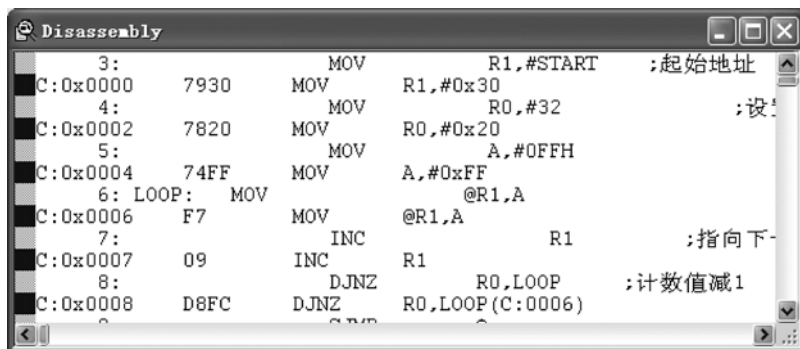 Disassembly
3: MOV R1,#START ;起始地址
C:0x0000 7930 MOV R1,#0x30
4: MOV R0,#32 ;设
C:0x0002 7820 MOV R0,#0x20
5: MOV A,#0FFH
C:0x0004 74FF MOV A,#0xFF
6: LOOP: MOV @R1,A
C:0x0006 F7 MOV @R1,A
7: INC R1 ;指向下一
C:0x0007 09 INC R1
8: DJNZ R0,LOOP ;计数值减1
C:0x0008 D8FC DJNZ R0,LOOP(C:0006)